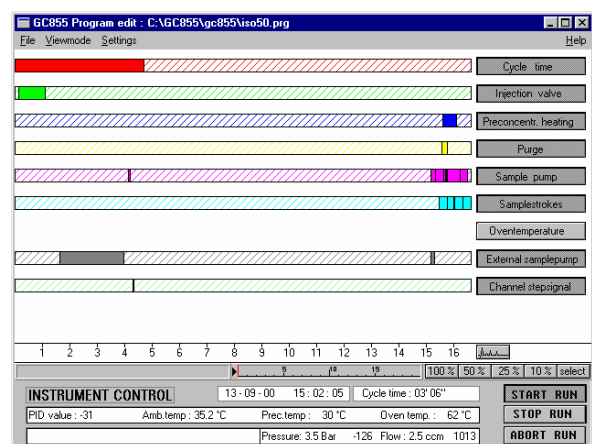 GC855 Program edit : C:\GC855\gc855\iso50.prg
File Viewmode Settings Help
Cycle time
Injection valve
Preconcentr. heating
Purge
Sample pump
Samplestrokes
Oventemperature
External samplepump
Channel stepsignal
1 2 3 4 5 6 7 8 9 10 11 12 13 14 15 16
5 10 15 100 % 50 % 25 % 10 % select
INSTRUMENT CONTROL 13 - 09 - 00 15 : 02 : 05 Cycle time : 03' 06" START RUN
PID value : -31 Amb.temp : 35.2 °C Prec.temp : 30 °C Oven temp. : 62 °C STOP RUN
Pressure: 3.5 Bar -126 Flow : 2.5 ccm 1013 ABORT RUN